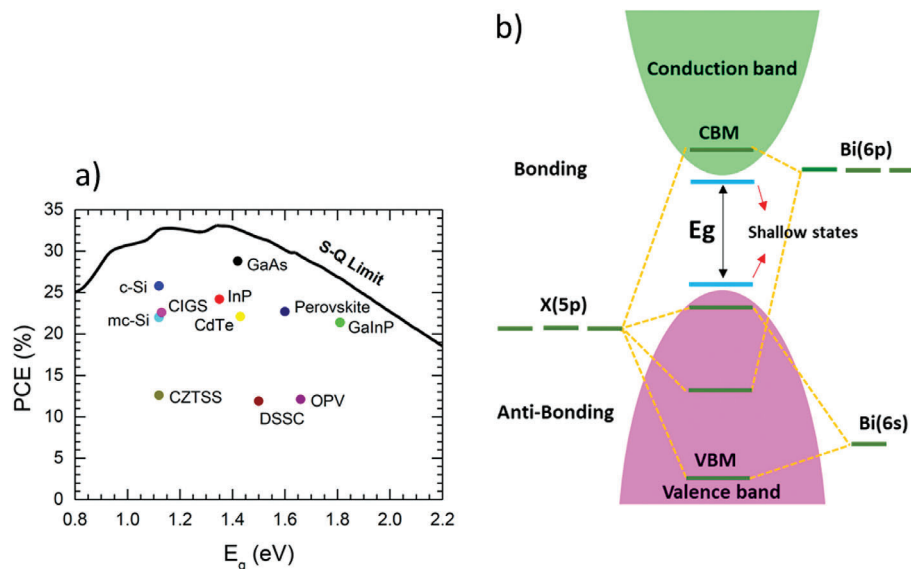 a)
PCE (%)
35
30
25
20
15
10
5
0
0.8 1.0 1.2 1.4 1.6 1.8 2.0 2.2
Eg (eV)
S-Q Limit
GaAs
c-Si
InP
CIGS
mc-Si
CdTe
Perovskite
GaInP
CZTSS
DSSC
OPV
b)
Conduction band
CBM
Bi(6p)
Bonding
Eg
Shallow states
X(5p)
Anti-Bonding
Bi(6s)
VBM
Valence band